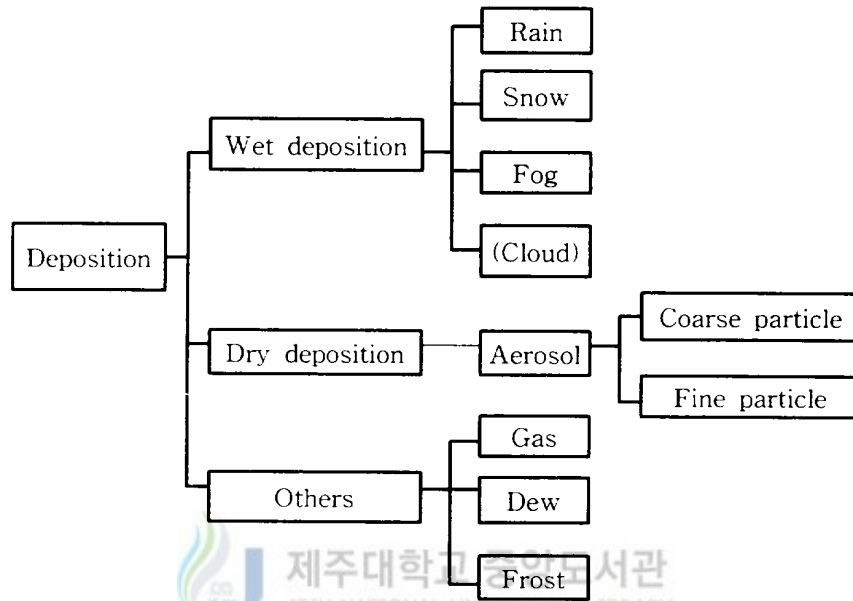 Rain
Snow
Wet deposition
Fog
(Cloud)
Deposition
Coarse particle
Dry deposition
Aerosol
Fine particle
Gas
Others
Dew
제주대학교 중앙도서관
Frost